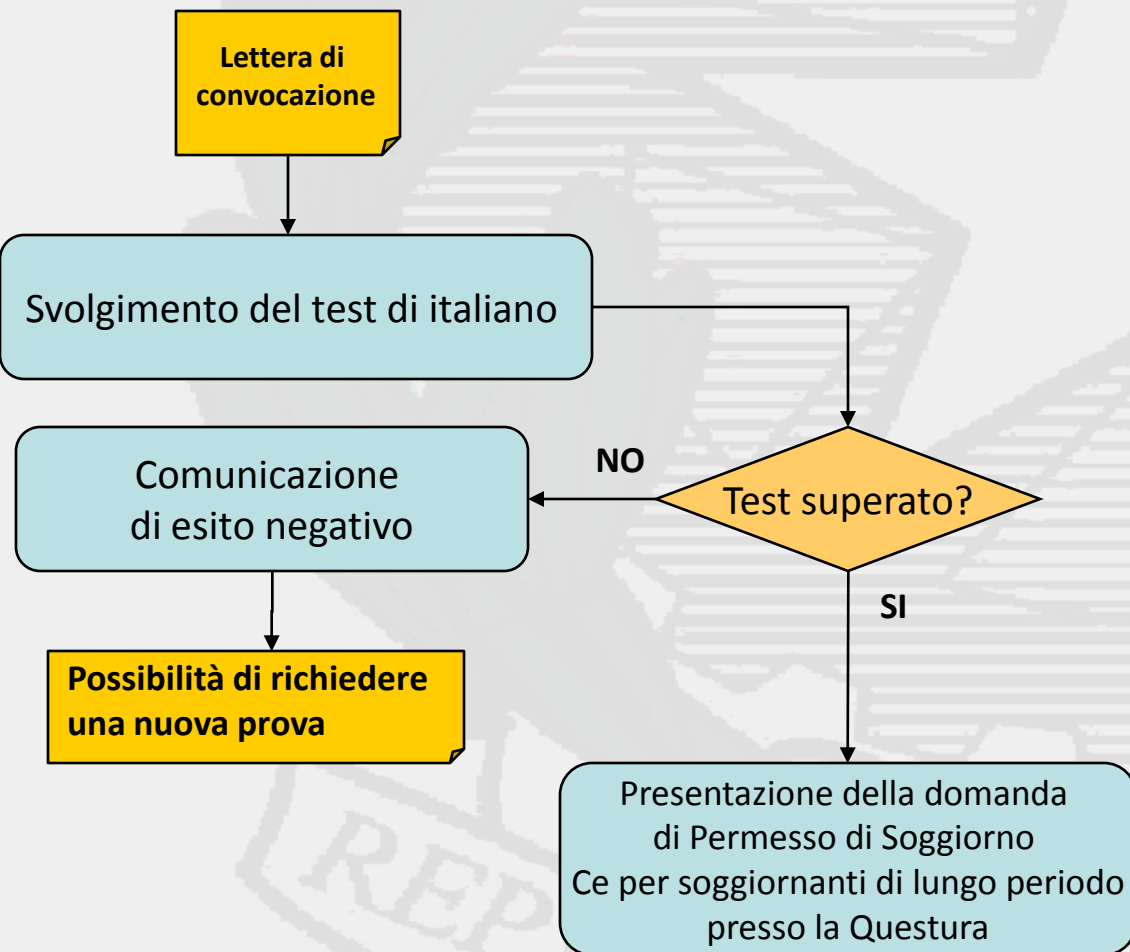 Lettera di
convocazione
Svolgimento del test di italiano
NO
Comunicazione
di esito negativo
Test superato?
SI
Possibilità di richiedere
una nuova prova
Presentazione della domanda
di Permesso di Soggiorno
Ce per soggiornanti di lungo periodo
presso la Questura
REP